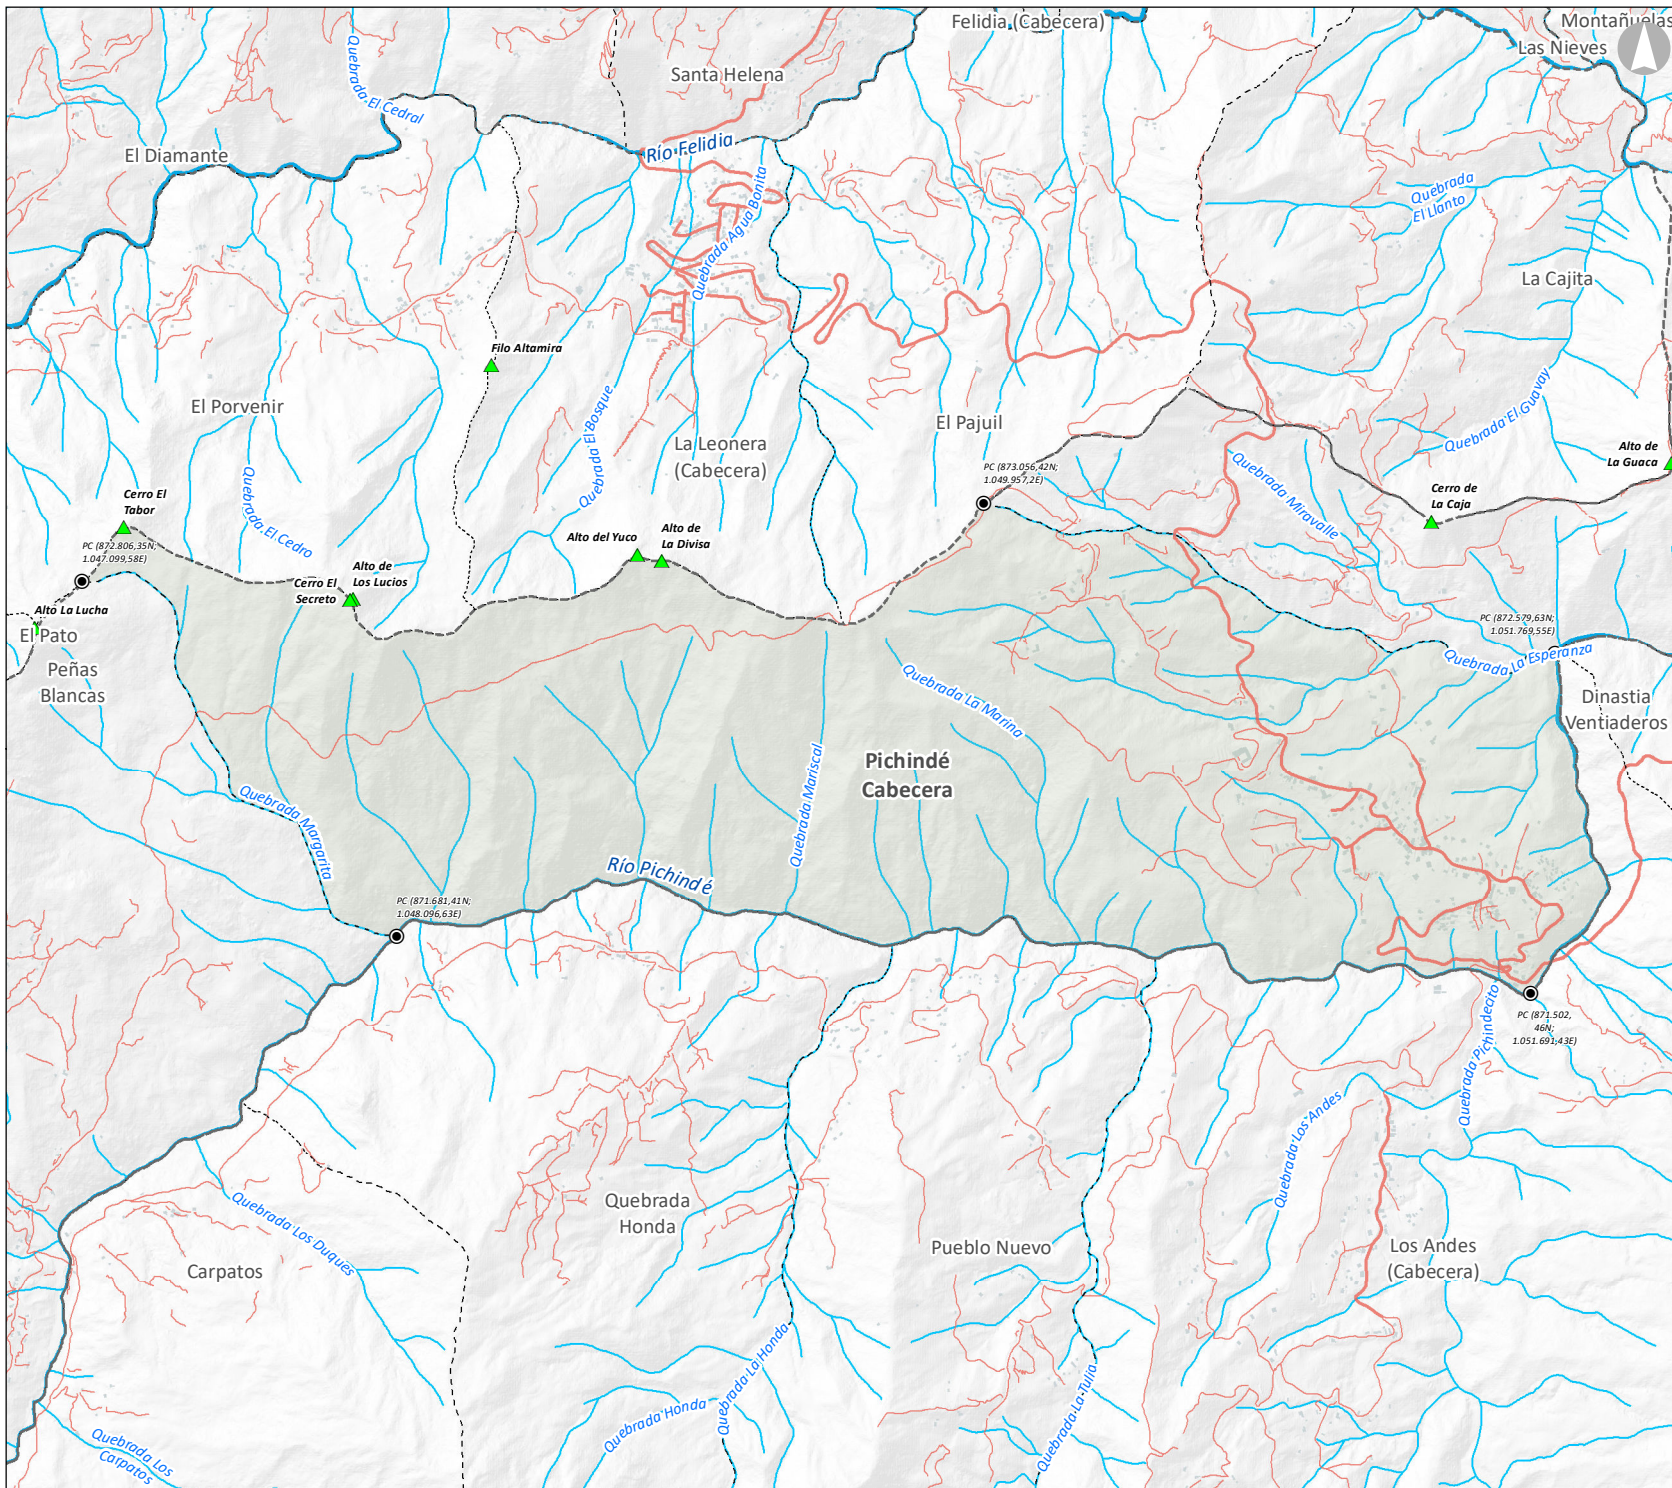 Felidia (Cabecera)
Montañuelas
Las Nieves
Santa Helena
Quebrada El Cedral
El Diamante
Río Felidia
Quebrada Agua Bonita
Quebrada
El Llanto
La Cajita
Filo Altamira
El Porvenir
Quebrada El Bosque
La Leonera
(Cabecera)
El Pajuil
Quebrada El Guavay
Alto de
La Guaca
PC (873.056,42N;
1.049.957,2E)
Quebrada Miravalle
Cerro de
La Caja
Cerro El
Tabor
Quebrada El Cedro
PC (872.806,35N;
1.047.099,58E)
Alto del Yuco
Alto de
La Divisa
Alto de
Los Lucios
Cerro El
Secreto
Alto La Lucha
El Pato
Peñas
Blancas
PC (872.579,63N;
1.051.769,55E)
Quebrada La Esperanza
Dinastia
Ventiaderos
Quebrada La Marina
Quebrada Mariscal
Pichindé
Cabecera
Quebrada Margarita
Río Pichindé
PC (871.681,41N;
1.048.096,63E)
PC (871.502,
46N;
1.051.691,43E)
Quebrada Pichindecito
Quebrada Los Andes
Quebrada
Honda
Quebrada Los Duques
Carpatos
Pueblo Nuevo
Los Andes
(Cabecera)
Quebrada La Honda
Quebrada Honda
Quebrada La Tulia
Quebrada Los
Carpatos